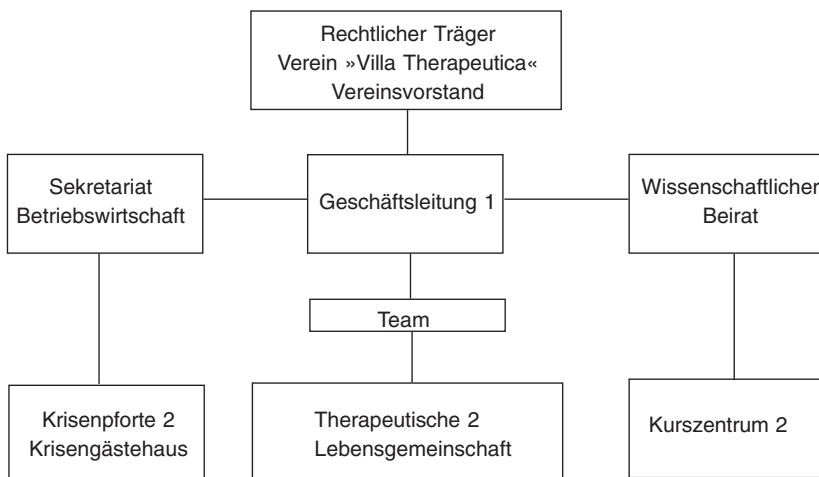 Rechtlicher Träger
Verein »Villa Therapeutica«
Vereinsvorstand
Sekretariat
Betriebswirtschaft
Geschäftsleitung 1
Wissenschaftlicher
Beirat
Team
Krisenpforte 2
Krisengästehaus
Therapeutische 2
Lebensgemeinschaft
Kurszentrum 2